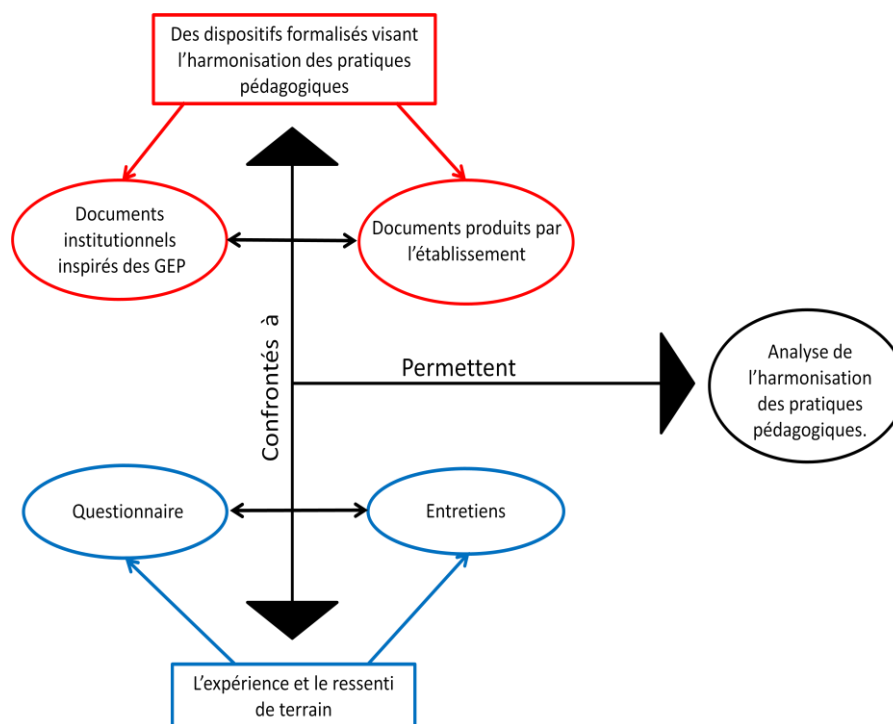 Des dispositifs formalisés visant
l'harmonisation des pratiques
pédagogiques
Documents
institutionnels
inspirés des GEP
Documents produits par
l'établissement
Confrontés à
Permettent
Analyse de
l'harmonisation
des pratiques
pédagogiques.
Questionnaire
Entretiens
L'expérience et le ressenti
de terrain